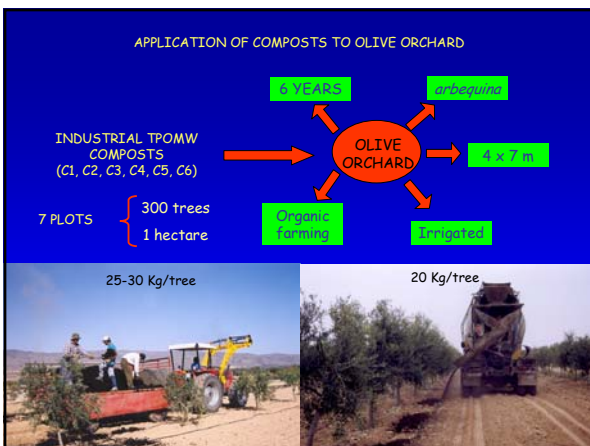 APPLICATION OF COMPOSTS TO OLIVE ORCHARD
6 YEARS
arbequina
INDUSTRIAL TPOMW
COMPOSTS
(C1, C2, C3, C4, C5, C6)
OLIVE
ORCHARD
4 x 7 m
7 PLOTS
300 trees
1 hectare
Organic
farming
Irrigated
25-30 Kg/tree
20 Kg/tree